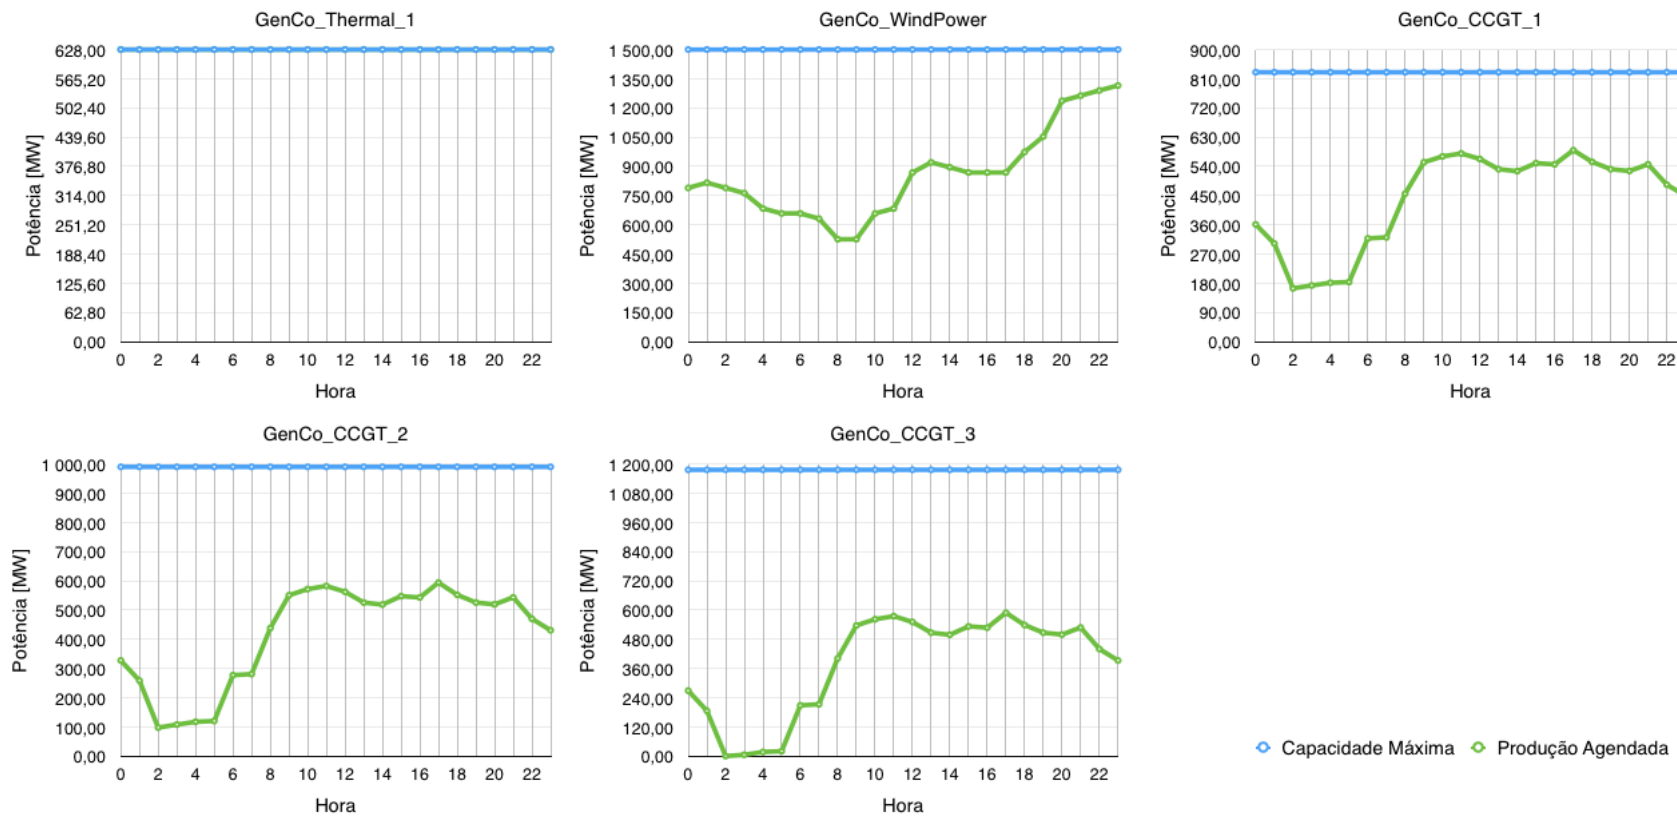 GenCo_Thermal_1
628,00
565,20
502,40
439,60
376,80
314,00
251,20
188,40
125,60
62,80
0,00
Potência [MW]
0 2 4 6 8 10 12 14 16 18 20 22
Hora
GenCo_WindPower
1 500,00
1 350,00
1 200,00
1 050,00
900,00
750,00
600,00
450,00
300,00
150,00
0,00
Potência [MW]
0 2 4 6 8 10 12 14 16 18 20 22
Hora
GenCo_CCGT_1
900,00
810,00
720,00
630,00
540,00
450,00
360,00
270,00
180,00
90,00
0,00
Potência [MW]
0 2 4 6 8 10 12 14 16 18 20 22
Hora
GenCo_CCGT_2
1 000,00
900,00
800,00
700,00
600,00
500,00
400,00
300,00
200,00
100,00
0,00
Potência [MW]
0 2 4 6 8 10 12 14 16 18 20 22
Hora
GenCo_CCGT_3
1 200,00
1 080,00
960,00
840,00
720,00
600,00
480,00
360,00
240,00
120,00
0,00
Potência [MW]
0 2 4 6 8 10 12 14 16 18 20 22
Hora
Capacidade Máxima Produção Agendada